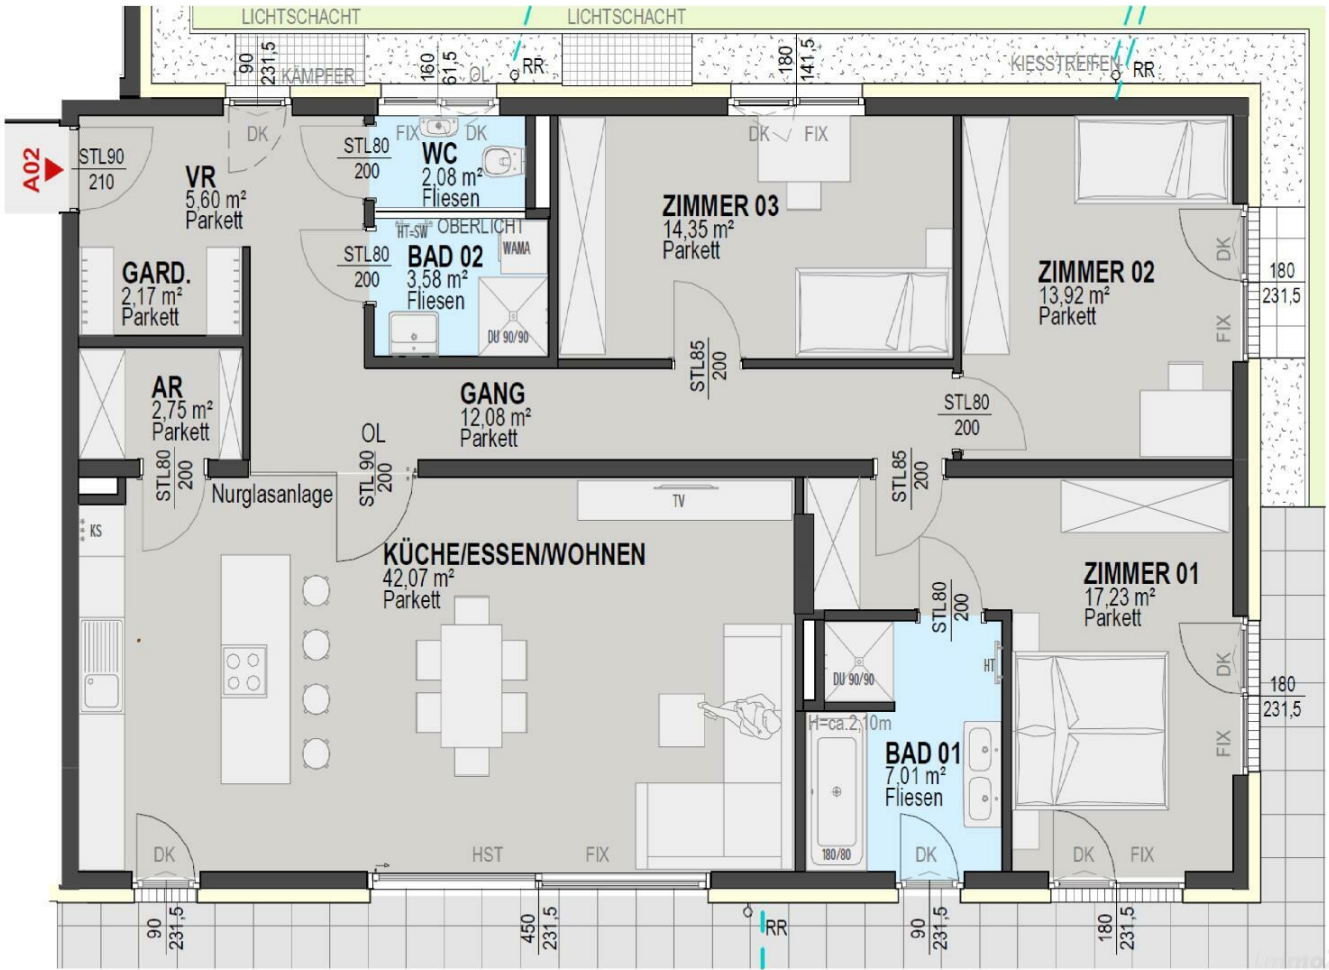 LICHTSCHACHT
LICHTSCHACHT
90
231,5
KÄMPFER
160
61,5
OL
RR
180
141,5
KIESSTREIFEN
RR
A02
STL90
210
DK
VR
5,60 m²
Parkett
STL80
200
FIX
DK
WC
2,08 m²
Fliesen
DK
FIX
ZIMMER 03
14,35 m²
Parkett
HT=SW
OBERLICHT
STL80
200
BAD 02
3,58 m²
Fliesen
WAMA
DU 90/90
GARD.
2,17 m²
Parkett
ZIMMER 02
13,92 m²
Parkett
DK
FIX
180
231,5
AR
2,75 m²
Parkett
STL80
200
GANG
12,08 m²
Parkett
OL
STL 90
200
STL85
200
STL80
200
STL85
200
Nurglasanlage
KS
TV
KÜCHE/ESSEN/WOHNEN
42,07 m²
Parkett
ZIMMER 01
17,23 m²
Parkett
STL80
200
DU 90/90
HT
H=ca.2,10m
BAD 01
7,01 m²
Fliesen
180/80
DK
FIX
180
231,5
DK
HST
FIX
DK
DK
FIX
90
231,5
450
231,5
RR
90
231,5
180
231,5